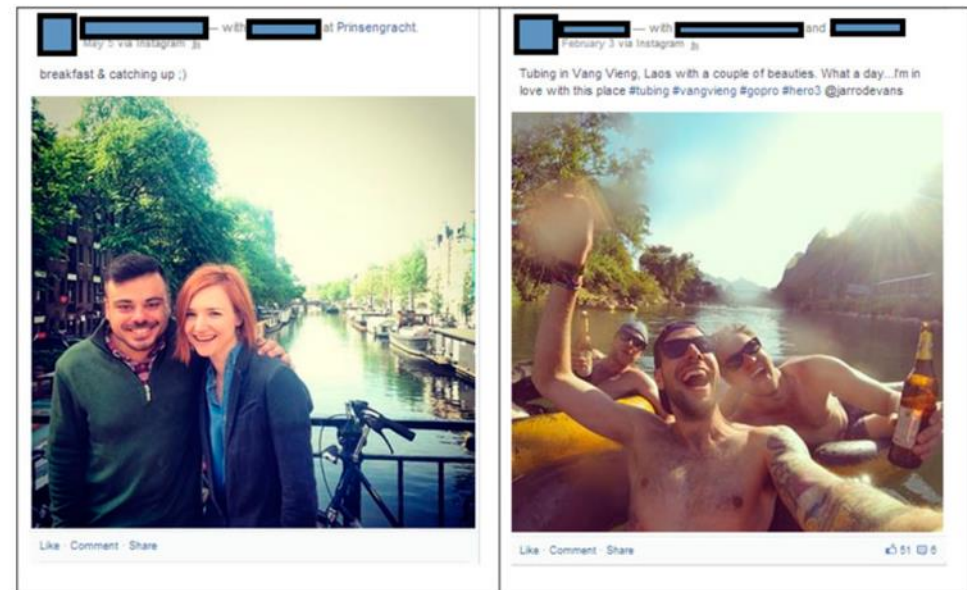 — with
at Prinsengracht.
May 5 via Instagram
breakfast & catching up ;)
Like · Comment · Share
— with
and
February 3 via Instagram
Tubing in Vang Vieng, Laos with a couple of beauties. What a day...I'm in
love with this place #tubing #vangvieng #gopro #hero3 @jarrodevans
Like · Comment · Share
51
6